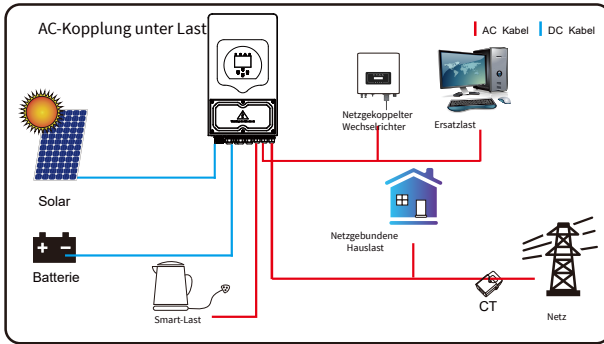 AC-Kopplung unter Last
AC Kabel
DC Kabel
Netzgekoppelter
Wechselrichter
Ersatzlast
Solar
Netzgebundene
Hauslast
Batterie
Smart-Last
CT
Netz